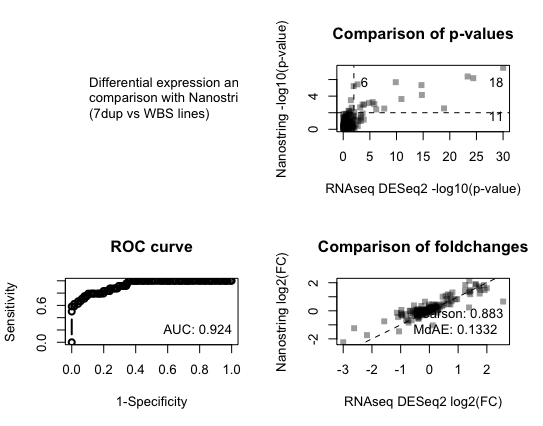 Differential expression an
comparison with Nanostri
(7dup vs WBS lines)
Comparison of p-values
Nanostring -log10(p-value)
0 4
6 18
11
0 5 10 15 20 25 30
RNAseq DESeq2 -log10(p-value)
ROC curve
Sensitivity
0.0 0.6
AUC: 0.924
0.0 0.2 0.4 0.6 0.8 1.0
1-Specificity
Comparison of foldchanges
Nanostring log2(FC)
-2 0 2
Pearson: 0.883
MdAE: 0.1332
-3 -2 -1 0 1 2
RNAseq DESeq2 log2(FC)